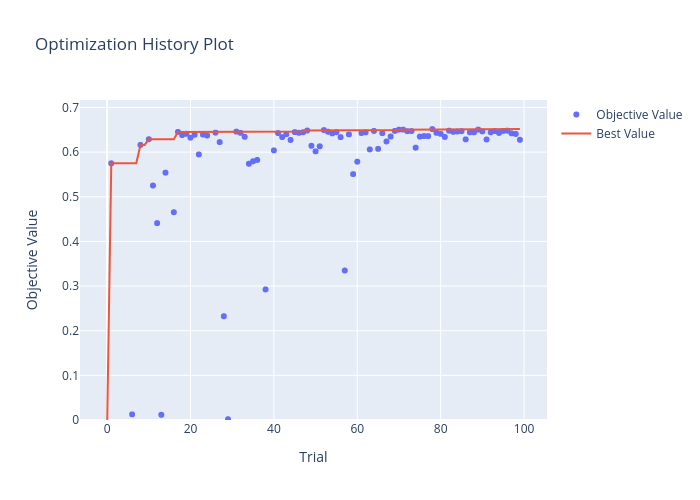 Optimization History Plot
Objective Value
Best Value
0.7
0.6
0.5
0.4
0.3
0.2
0.1
0
Objective Value
0
20
40
60
80
100
Trial